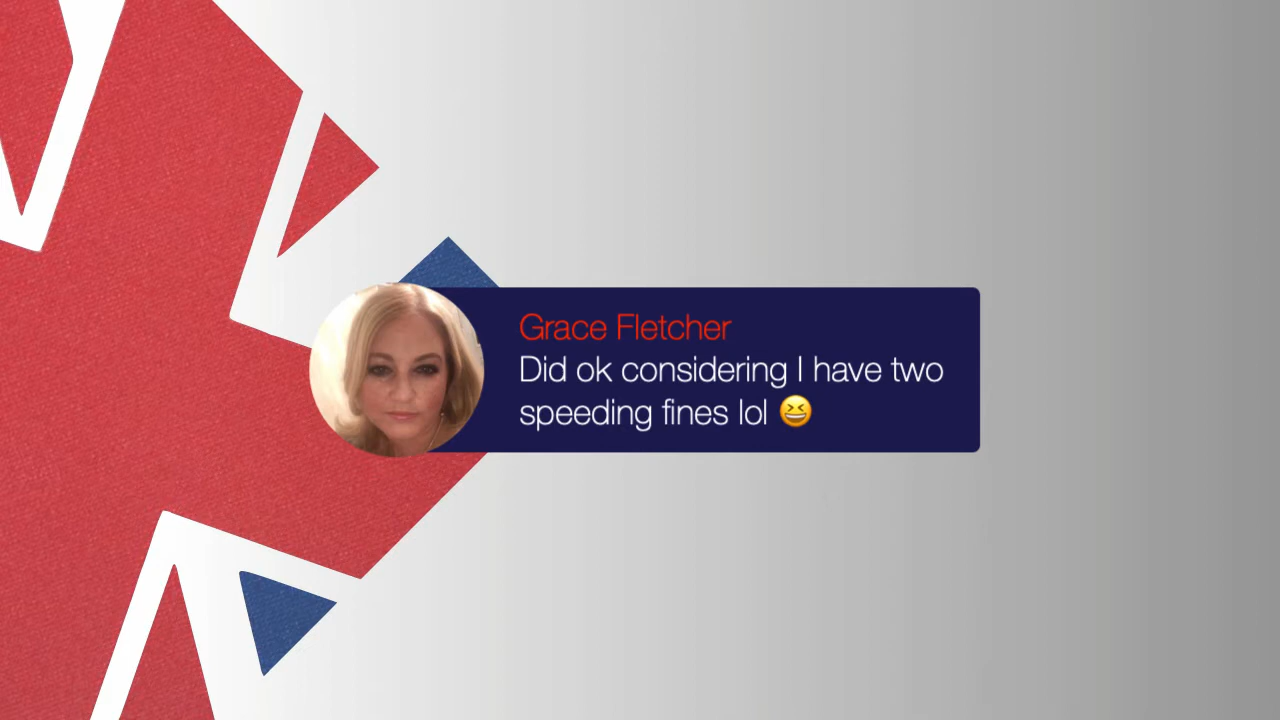 Grace Fletcher
Did ok considering I have two
speeding fines lol 😆